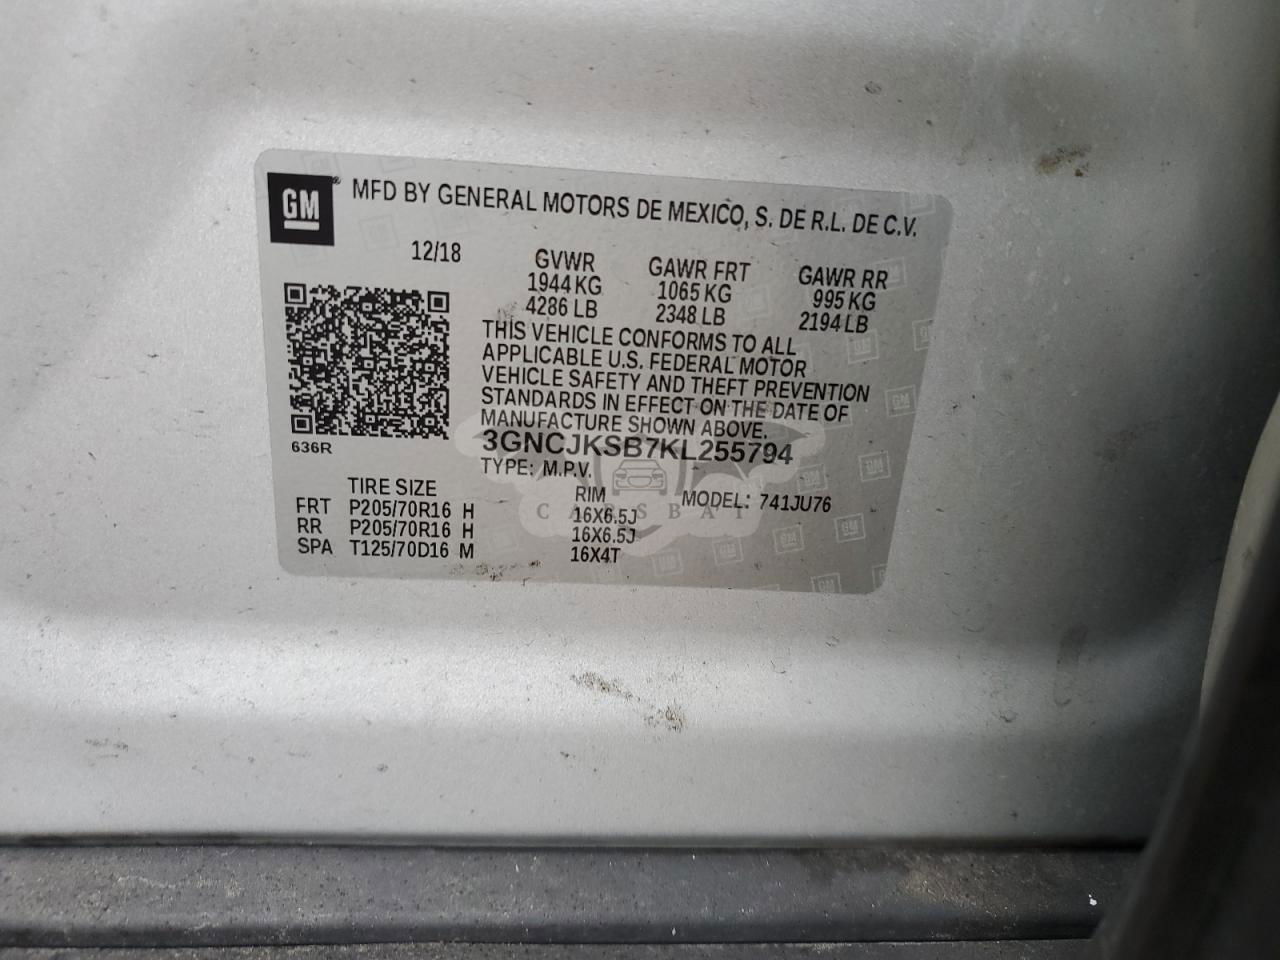 GM® MFD BY GENERAL MOTORS DE MEXICO, S. DE R.L. DE C.V.
12/18 GVWR GAWR FRT GAWR RR
1944 KG 1065 KG 995 KG
4286 LB 2348 LB 2194 LB
THIS VEHICLE CONFORMS TO ALL
APPLICABLE U.S. FEDERAL MOTOR
VEHICLE SAFETY AND THEFT PREVENTION
STANDARDS IN EFFECT ON THE DATE OF
MANUFACTURE SHOWN ABOVE.
636R 3GNCJKSB7KL255794
TYPE: M.P.V.
TIRE SIZE RIM MODEL: 741JU76
FRT P205/70R16 H 16X6.5J
RR P205/70R16 H 16X6.5J
SPA T125/70D16 M 16X4T
CARSBAT